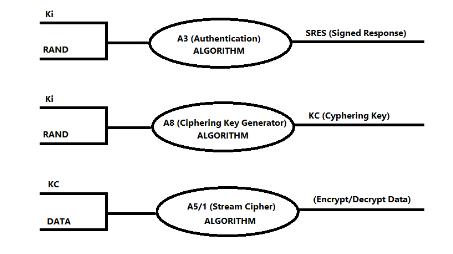 Ki
RAND
A3 (Authentication)
ALGORITHM
SRES (Signed Response)
Ki
RAND
A8 (Ciphering Key Generator)
ALGORITHM
KC (Cyphering Key)
KC
DATA
A5/1 (Stream Cipher)
ALGORITHM
(Encrypt/Decrypt Data)